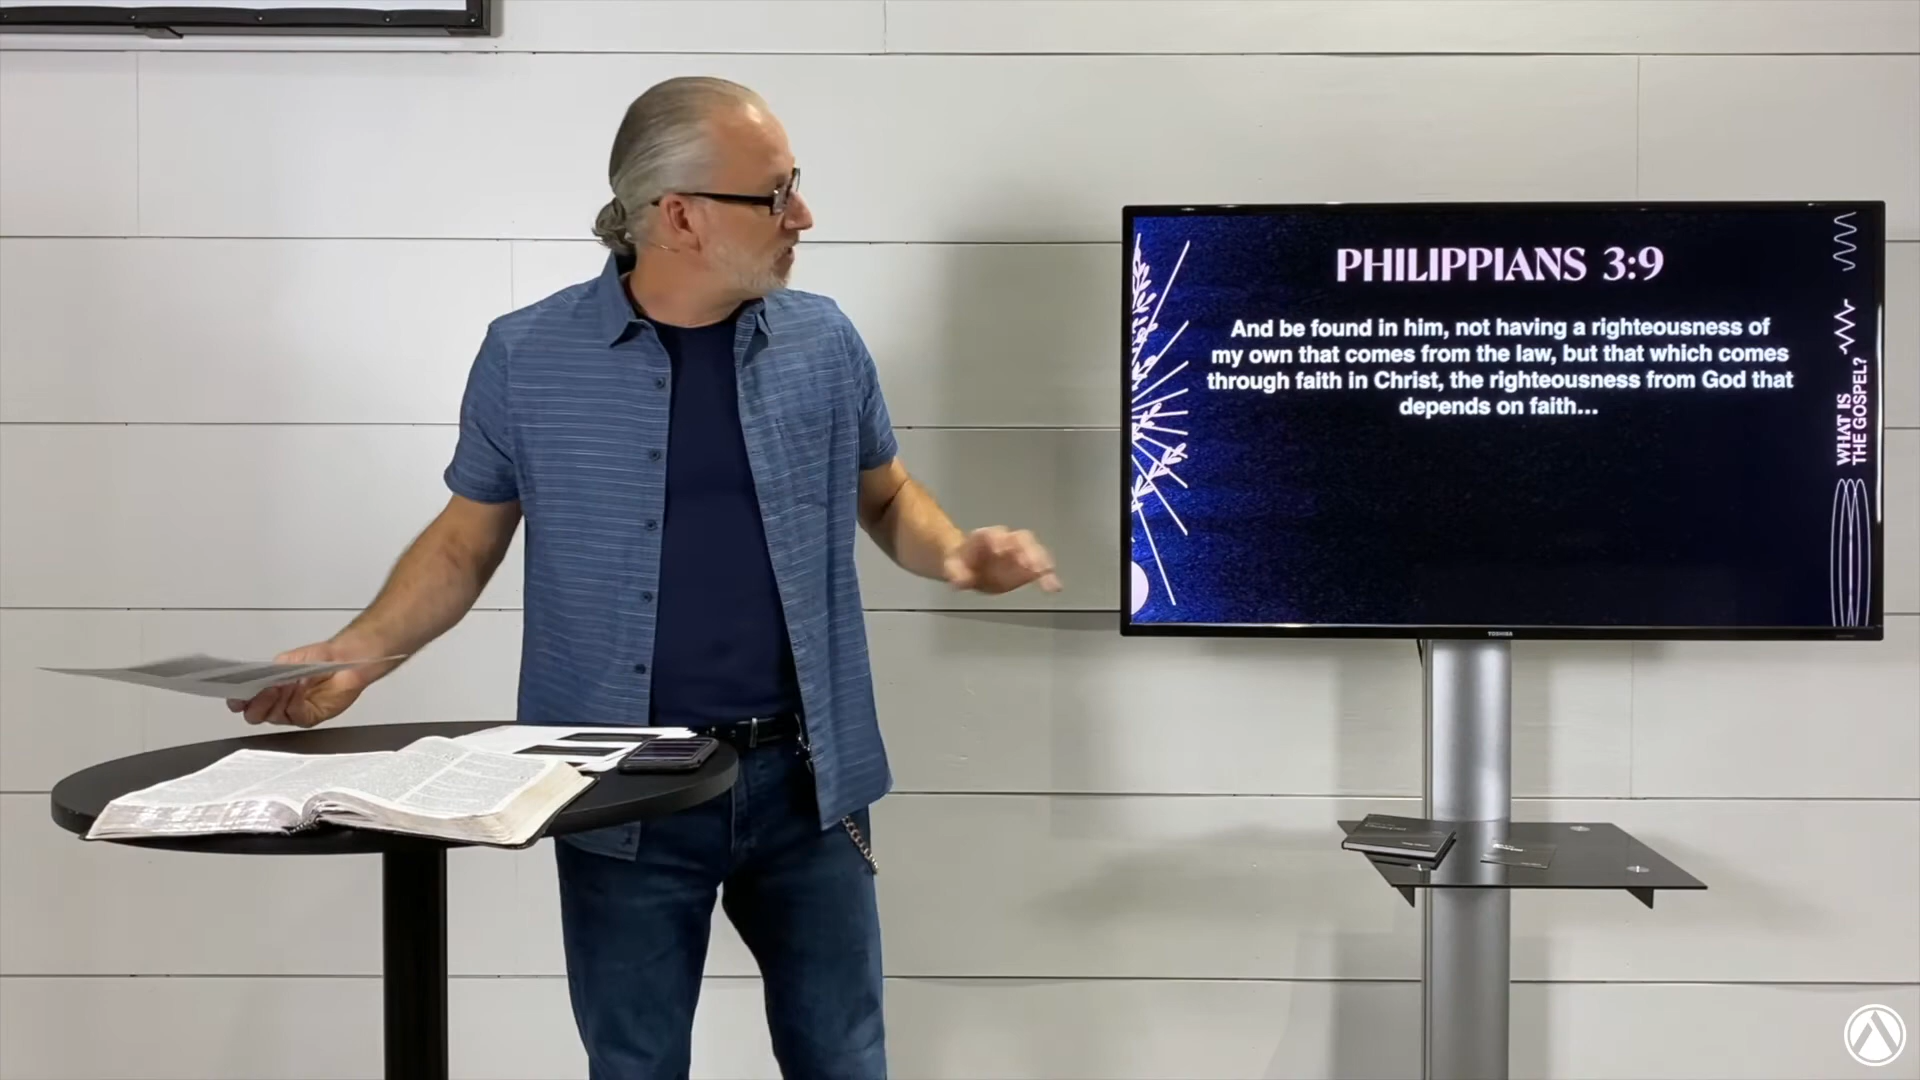 PHILIPPIANS 3:9
And be found in him, not having a righteousness of
my own that comes from the law, but that which comes
through faith in Christ, the righteousness from God that
depends on faith...
WHAT IS
THE GOSPEL?
TOSHIBA